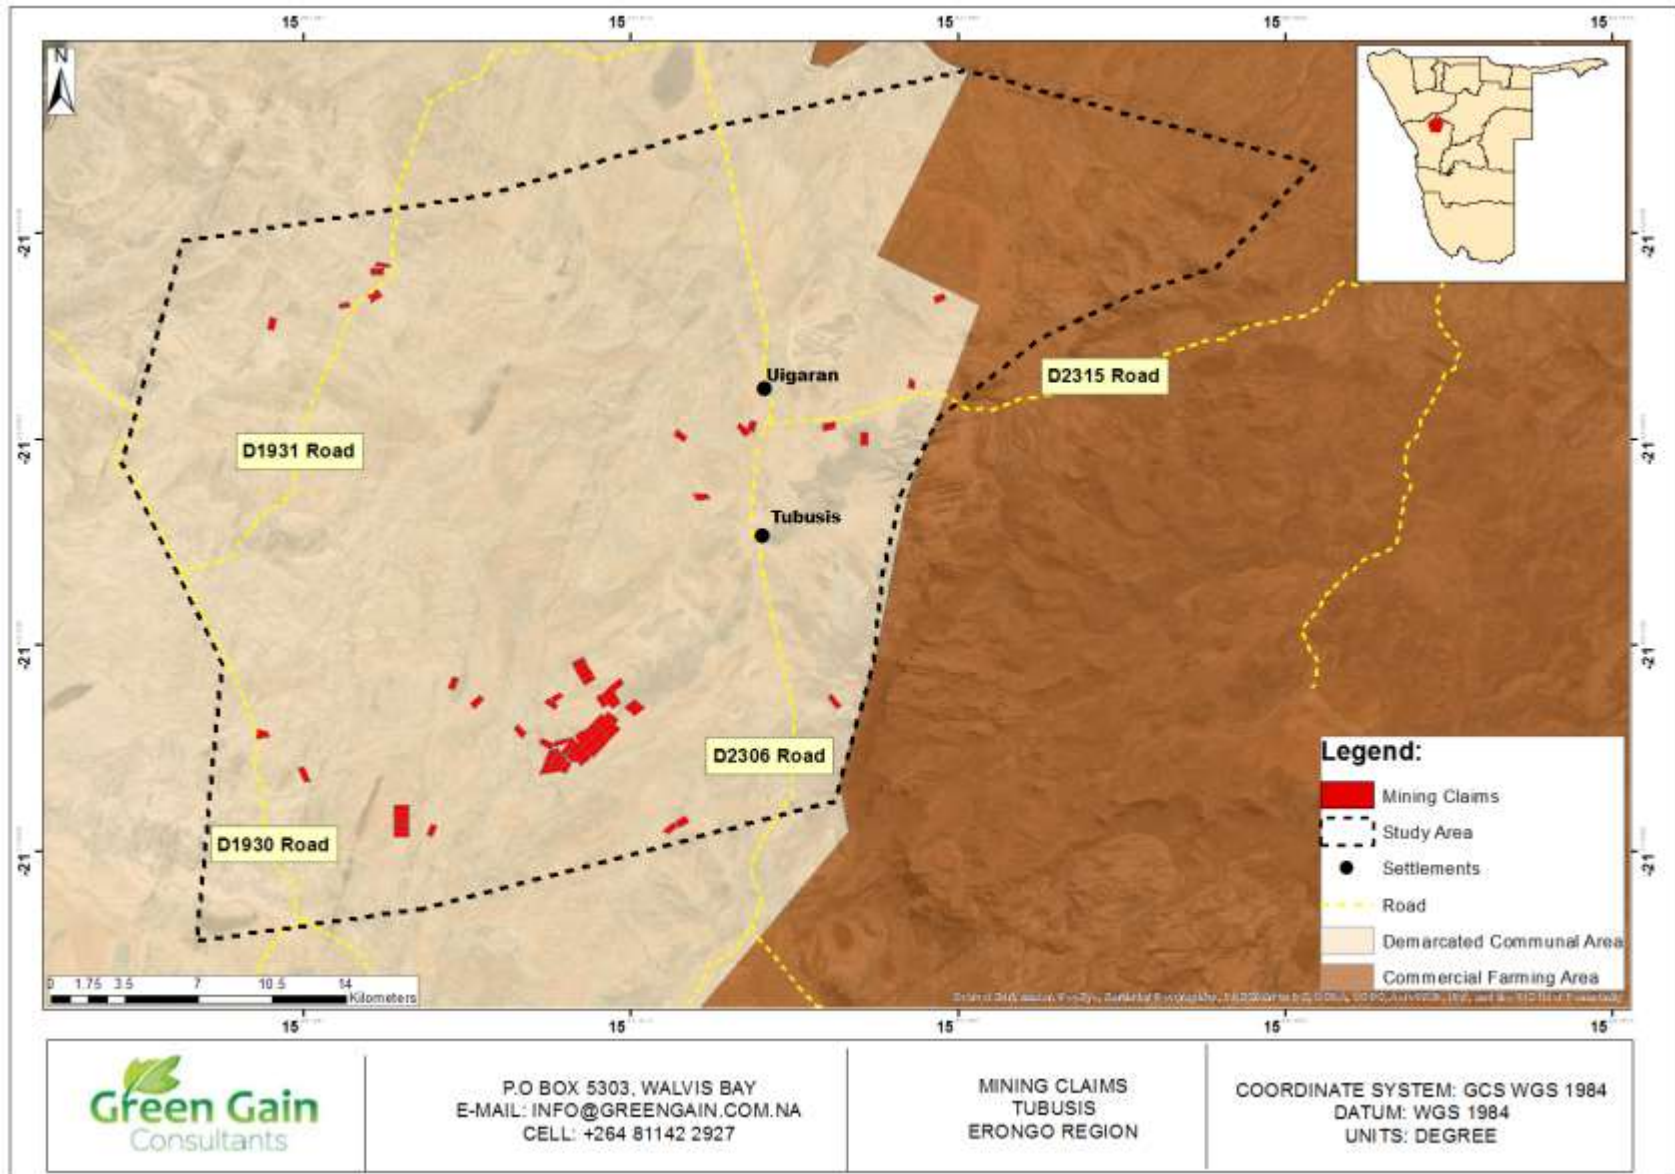 15
15
15
15
15
N
-21
-21
-21
-21
-21
-21
-21
-21
Uigaran
D2315 Road
D1931 Road
Tubusis
D2306 Road
D1930 Road
Legend:
Mining Claims
Study Area
Settlements
Road
Demarcated Communal Area
Commercial Farming Area
0 1.75 3.5 7 10.5 14
Kilometers
15
15
15
15
15
Green Gain
Consultants
P.O BOX 5303, WALVIS BAY
E-MAIL: INFO@GREENGAIN.COM.NA
CELL: +264 81142 2927
MINING CLAIMS
TUBUSIS
ERONGO REGION
COORDINATE SYSTEM: GCS WGS 1984
DATUM: WGS 1984
UNITS: DEGREE